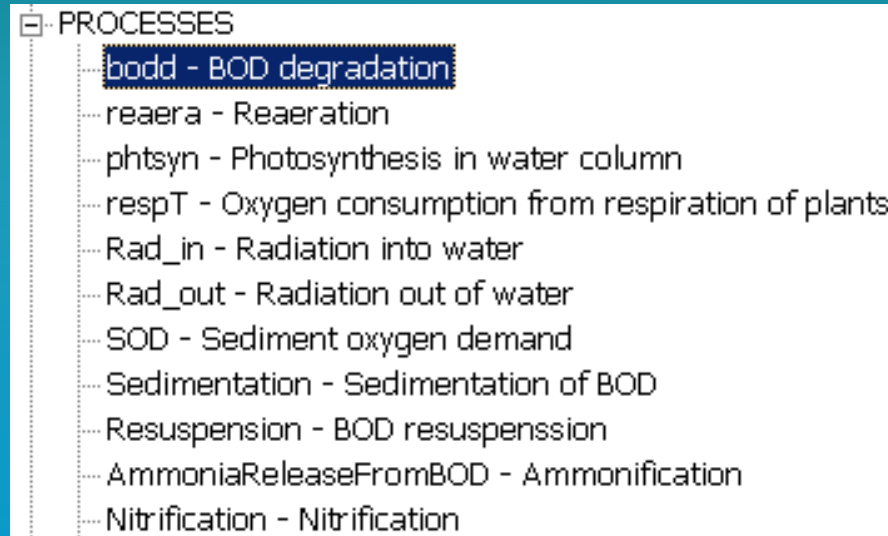 PROCESSES
bodd - BOD degradation
reaera - Reaeration
phtsyn - Photosynthesis in water column
respT - Oxygen consumption from respiration of plants
Rad_in - Radiation into water
Rad_out - Radiation out of water
SOD - Sediment oxygen demand
Sedimentation - Sedimentation of BOD
Resuspension - BOD resuspenssion
AmmoniaReleaseFromBOD - Ammonification
Nitrification - Nitrification